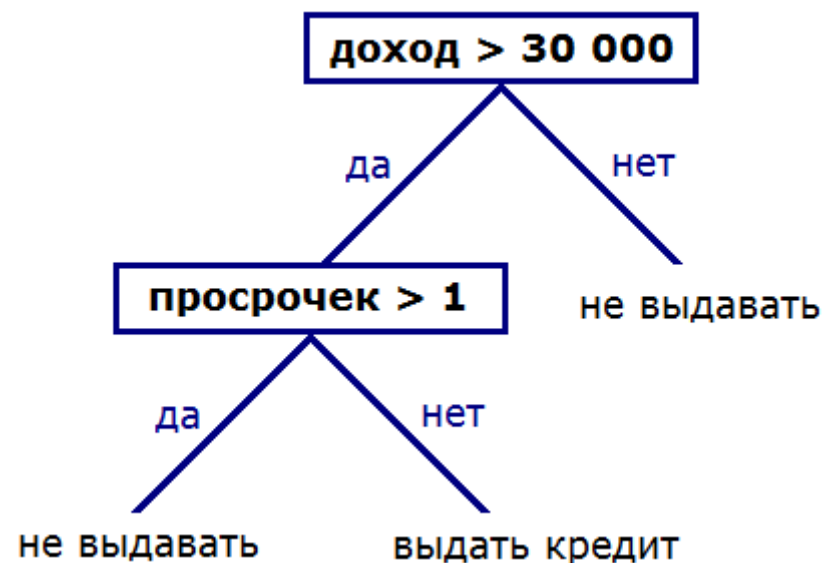 доход > 30 000
да
нет
просрочек > 1
не выдавать
да
нет
не выдавать
выдать кредит